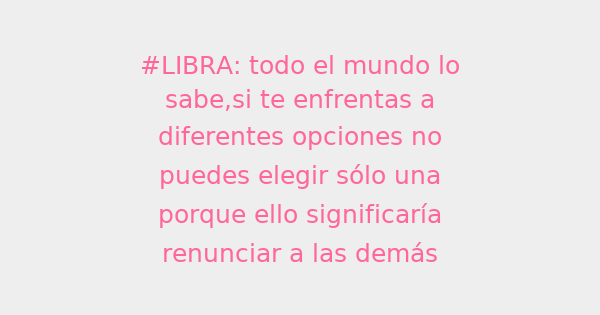 #LIBRA: todo el mundo lo
sabe,si te enfrentas a
diferentes opciones no
puedes elegir sólo una
porque ello significaría
renunciar a las demás